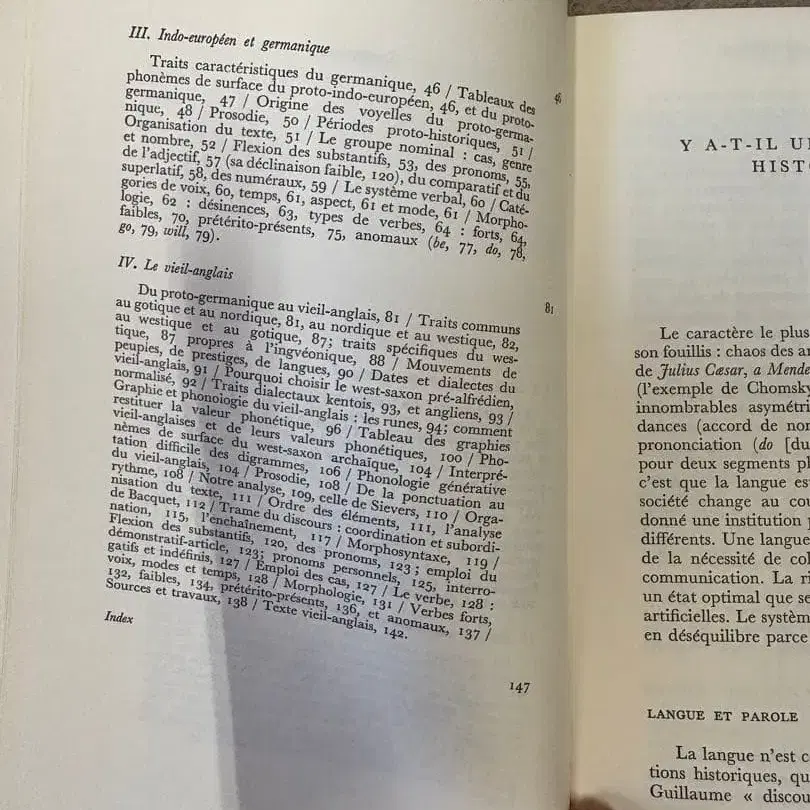 III. Indo-européen et germanique
46
Traits caractéristiques du germanique, 46 / Tableaux des
phonèmes de surface du proto-indo-européen, 46, et du proto-
germanique, 47 / Origine des voyelles du proto-germa-
nique, 48 / Prosodie, 50 / Périodes proto-historiques, 51 /
Organisation du texte, 51 / Le groupe nominal : cas, genre
et nombre, 52 / Flexion des substantifs, 53, des pronoms, 55,
de l'adjectif, 57 (sa déclinaison faible, 120), du comparatif et du
superlatif, 58, des numéraux, 59 / Le système verbal, 60 / Caté-
gories de voix, 60, temps, 61, aspect, 61 et mode, 61 / Morpho-
logie, 62 : désinences, 63, types de verbes, 64 : forts, 64,
faibles, 70, prétérito-présents, 75, anomaux (be, 77, do, 78,
go, 79, will, 79).
IV. Le vieil-anglais
81
Du proto-germanique au vieil-anglais, 81 / Traits communs
au gotique et au nordique, 81, au nordique et au westique, 82,
au westique et au gotique, 87; traits spécifiques du wes-
tique, 87 propres à l'ingvéonique, 88 / Mouvements de
peuples, de prestiges, de langues, 90 / Dates et dialectes du
vieil-anglais, 91 / Pourquoi choisir le west-saxon pré-alfrédien,
normalisé, 92 / Traits dialectaux kentois, 93, et angliens, 93 /
Graphie et phonologie du vieil-anglais : les runes, 94; comment
restituer la valeur phonétique, 96 / Tableau des graphies
vieil-anglaises et de leurs valeurs phonétiques, 100 / Pho-
nèmes de surface du west-saxon archaïque, 104 / Interpré-
tation difficile des digrammes, 106 / Phonologie générative
du vieil-anglais, 104 / Prosodie, 108 / De la ponctuation au
rythme, 108 / Notre analyse, 109, celle de Sievers, 110 / Orga-
nisation du texte, 111 / Ordre des éléments, 111, l'analyse
de Bacquet, 112 / Trame du discours : coordination et subordi-
nation, 115, l'enchaînement, 117 / Morphosyntaxe, 119 /
Flexion des substantifs, 120, des pronoms, 123 ; emploi du
démonstratif-article, 123; pronoms personnels, 125, interro-
gatifs et indéfinis, 127 / Emploi des cas, 127 / Le verbe, 128 :
voix, modes et temps, 128 / Morphologie, 131 / Verbes forts,
132, faibles, 134, prétérito-présents, 136, et anomaux, 137 /
Sources et travaux, 138 / Texte vieil-anglais, 142.
Index
147
Y A-T-IL
HISTO
Le caractère le plus
son fouillis : chaos des
de Julius Cæsar, a Mende
(l'exemple de Chomsky
innombrables asymétri
dances (accord de nor
prononciation (do [du
pour deux segments pl
c'est que la langue es
société change au cou
donné une institution
différents. Une langue
de la nécessité de col
communication. La ri
un état optimal que se
artificielles. Le systèm
en déséquilibre parce
LANGUE ET PAROLE
La langue n'est c
tions historiques, qu
Guillaume « discou